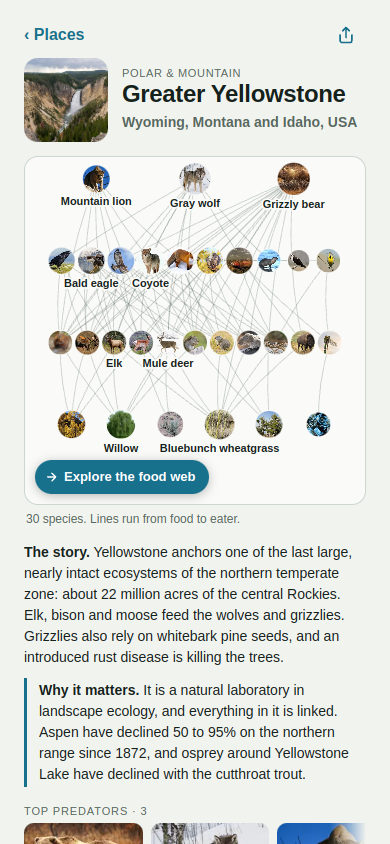 ‹ Places
POLAR & MOUNTAIN
Greater Yellowstone
Wyoming, Montana and Idaho, USA
Mountain lion
Gray wolf
Grizzly bear
Bald eagle
Coyote
Elk
Mule deer
Willow
Bluebunch wheatgrass
→ Explore the food web
30 species. Lines run from food to eater.
The story. Yellowstone anchors one of the last large,
nearly intact ecosystems of the northern temperate
zone: about 22 million acres of the central Rockies.
Elk, bison and moose feed the wolves and grizzlies.
Grizzlies also rely on whitebark pine seeds, and an
introduced rust disease is killing the trees.
Why it matters. It is a natural laboratory in
landscape ecology, and everything in it is linked.
Aspen have declined 50 to 95% on the northern
range since 1872, and osprey around Yellowstone
Lake have declined with the cutthroat trout.
TOP PREDATORS · 3